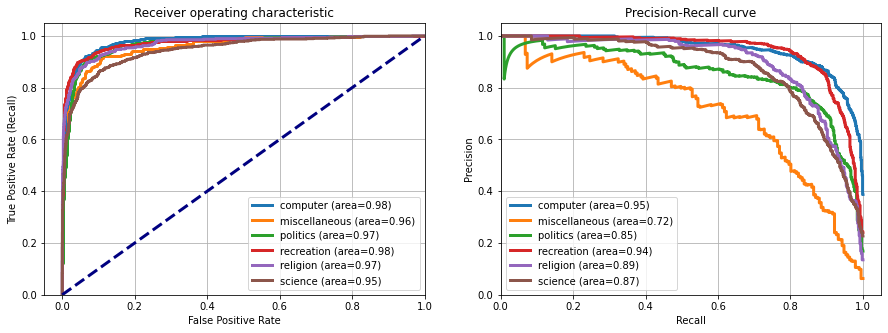 Receiver operating characteristic
True Positive Rate (Recall)
1.0
0.8
0.6
0.4
0.2
0.0
computer (area=0.98)
miscellaneous (area=0.96)
politics (area=0.97)
recreation (area=0.98)
religion (area=0.97)
science (area=0.95)
0.0 0.2 0.4 0.6 0.8 1.0
False Positive Rate
Precision-Recall curve
Precision
1.0
0.8
0.6
0.4
0.2
0.0
computer (area=0.95)
miscellaneous (area=0.72)
politics (area=0.85)
recreation (area=0.94)
religion (area=0.89)
science (area=0.87)
0.0 0.2 0.4 0.6 0.8 1.0
Recall